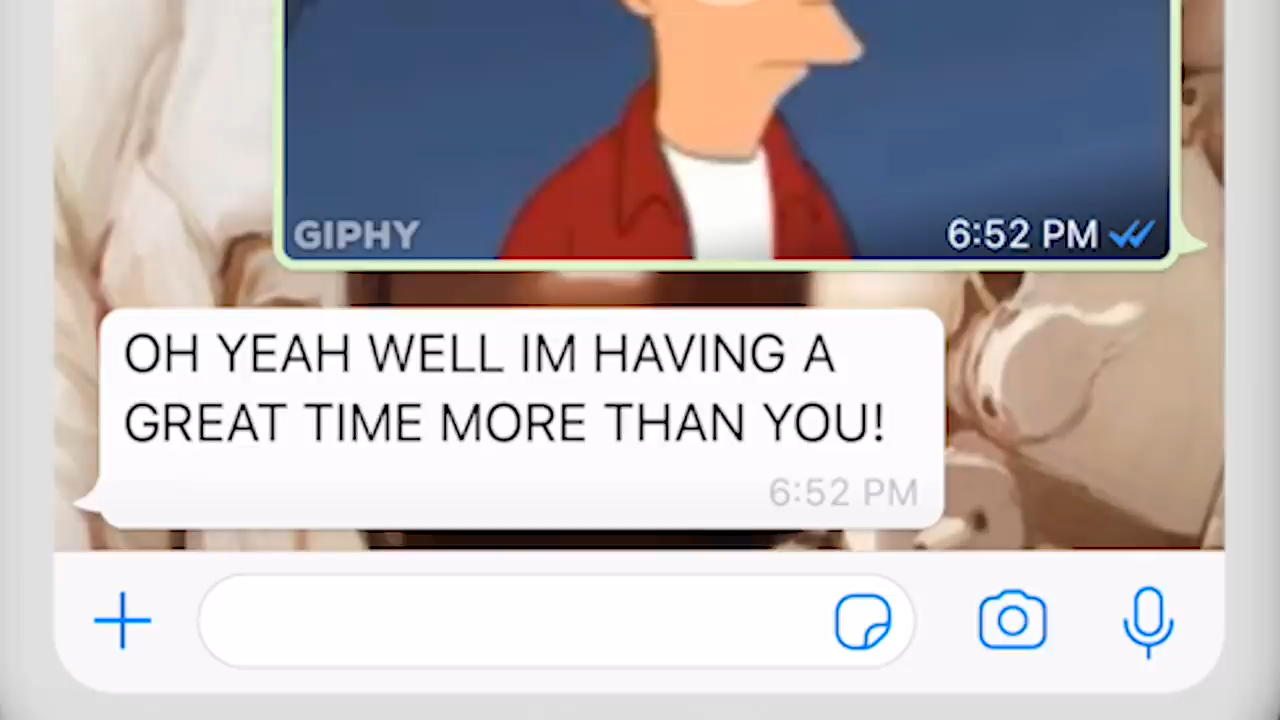 GIPHY
6:52 PM
OH YEAH WELL IM HAVING A
GREAT TIME MORE THAN YOU!
6:52 PM